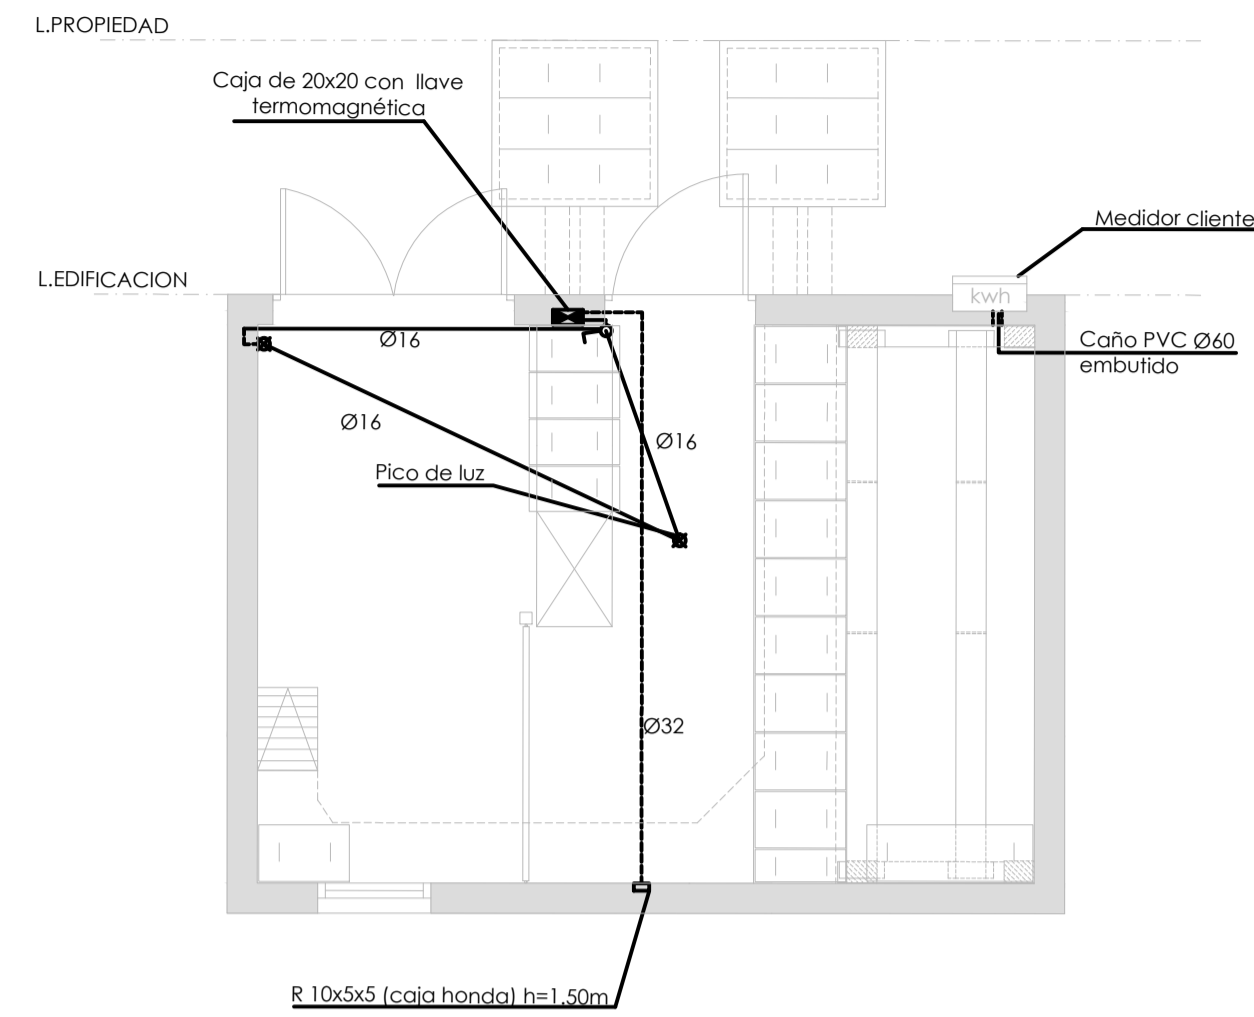 L.PROPIEDAD
Caja de 20x20 con llave
termomagnética
Medidor cliente
L.EDIFICACION
kwh
Ø16
Caño PVC Ø60
embutido
Ø16
Ø16
Pico de luz
Ø32
R 10x5x5 (caja honda) h=1.50m